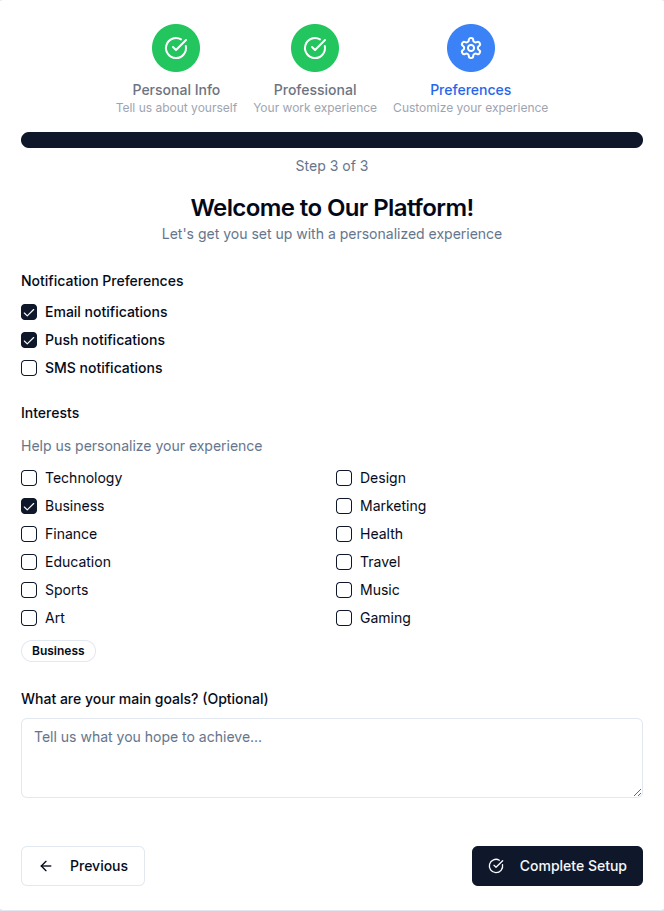 Personal Info
Tell us about yourself
Professional
Your work experience
Preferences
Customize your experience
Step 3 of 3
Welcome to Our Platform!
Let's get you set up with a personalized experience
Notification Preferences
Email notifications
Push notifications
SMS notifications
Interests
Help us personalize your experience
Technology
Design
Business
Marketing
Finance
Health
Education
Travel
Sports
Music
Art
Gaming
Business
What are your main goals? (Optional)
Tell us what you hope to achieve...
Previous
Complete Setup